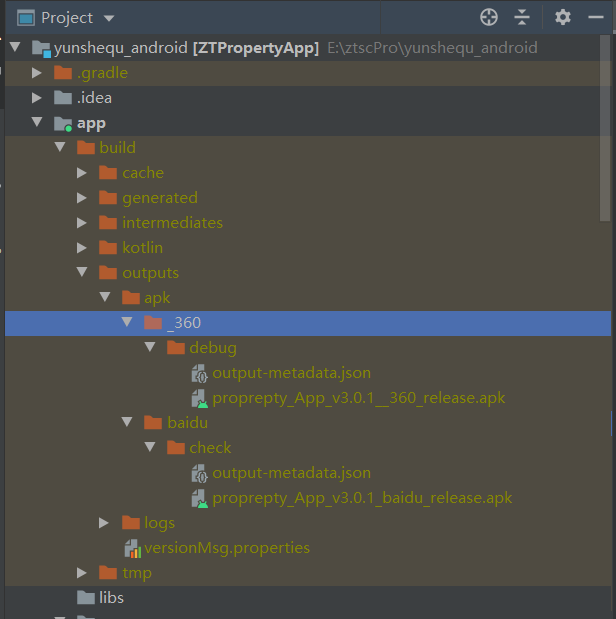 Project
yunshequ_android [ZTPropertyApp] E:\ztscPro\yunshequ_android
.gradle
.idea
app
build
cache
generated
intermediates
kotlin
outputs
apk
_360
debug
output-metadata.json
proprepty_App_v3.0.1__360_release.apk
baidu
check
output-metadata.json
proprepty_App_v3.0.1_baidu_release.apk
logs
versionMsg.properties
tmp
libs